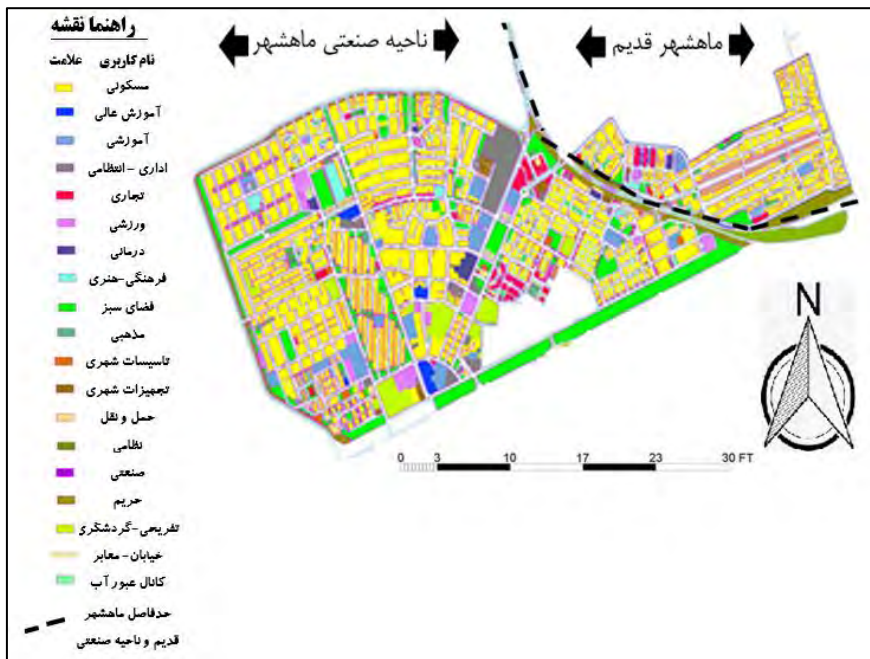 راهنما نقشه
نام کاربری علامت
مسکونی
آموزش عالی
آموزشی
اداری - انتظامی
تجاری
ورزشی
درمانی
فرهنگی-هنری
فضای سبز
مذهبی
تاسیسات شهری
تجهیزات شهری
حمل و نقل
نظامی
صنعتی
حریم
تفریحی-گردشگری
خیابان- معابر
کانال عبور آب
حدفاصل ماهشهر
قدیم و ناحیه صنعتی
ماهشهر قدیم
ناحیه صنعتی ماهشهر
N
0 3 10 17 23 30 FT